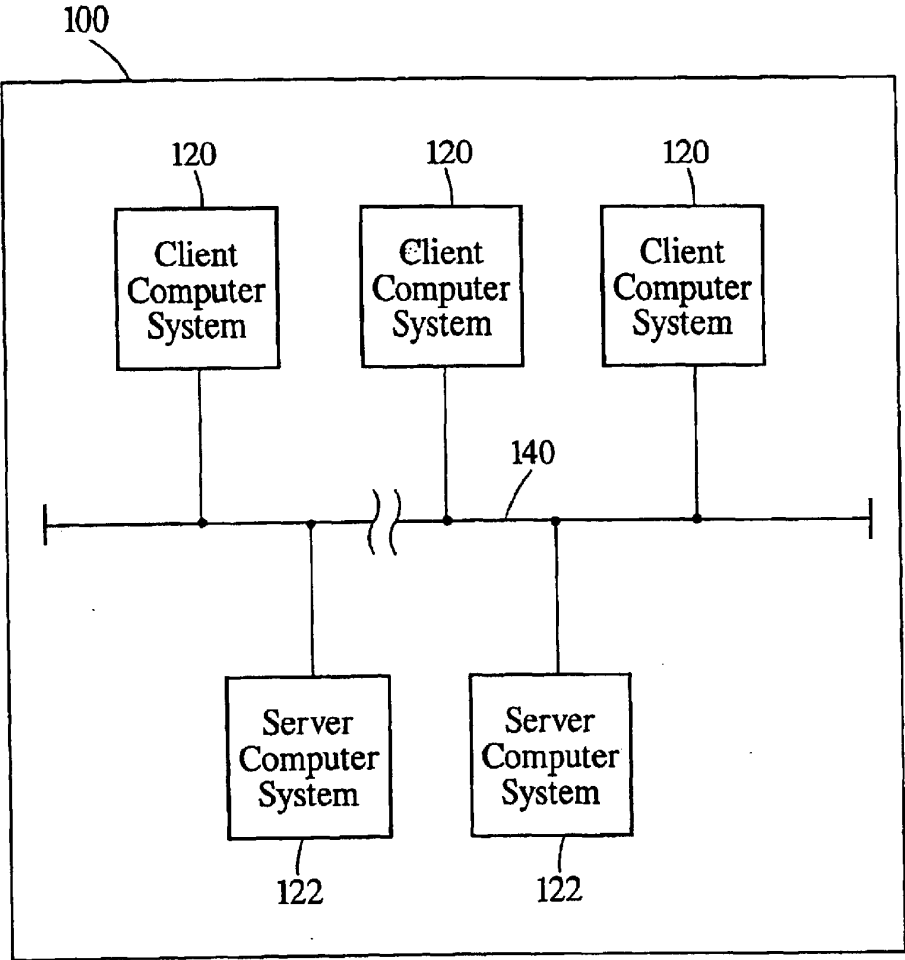 100
120
120
120
Client
Computer
System
Client
Computer
System
Client
Computer
System
140
Server
Computer
System
Server
Computer
System
122
122